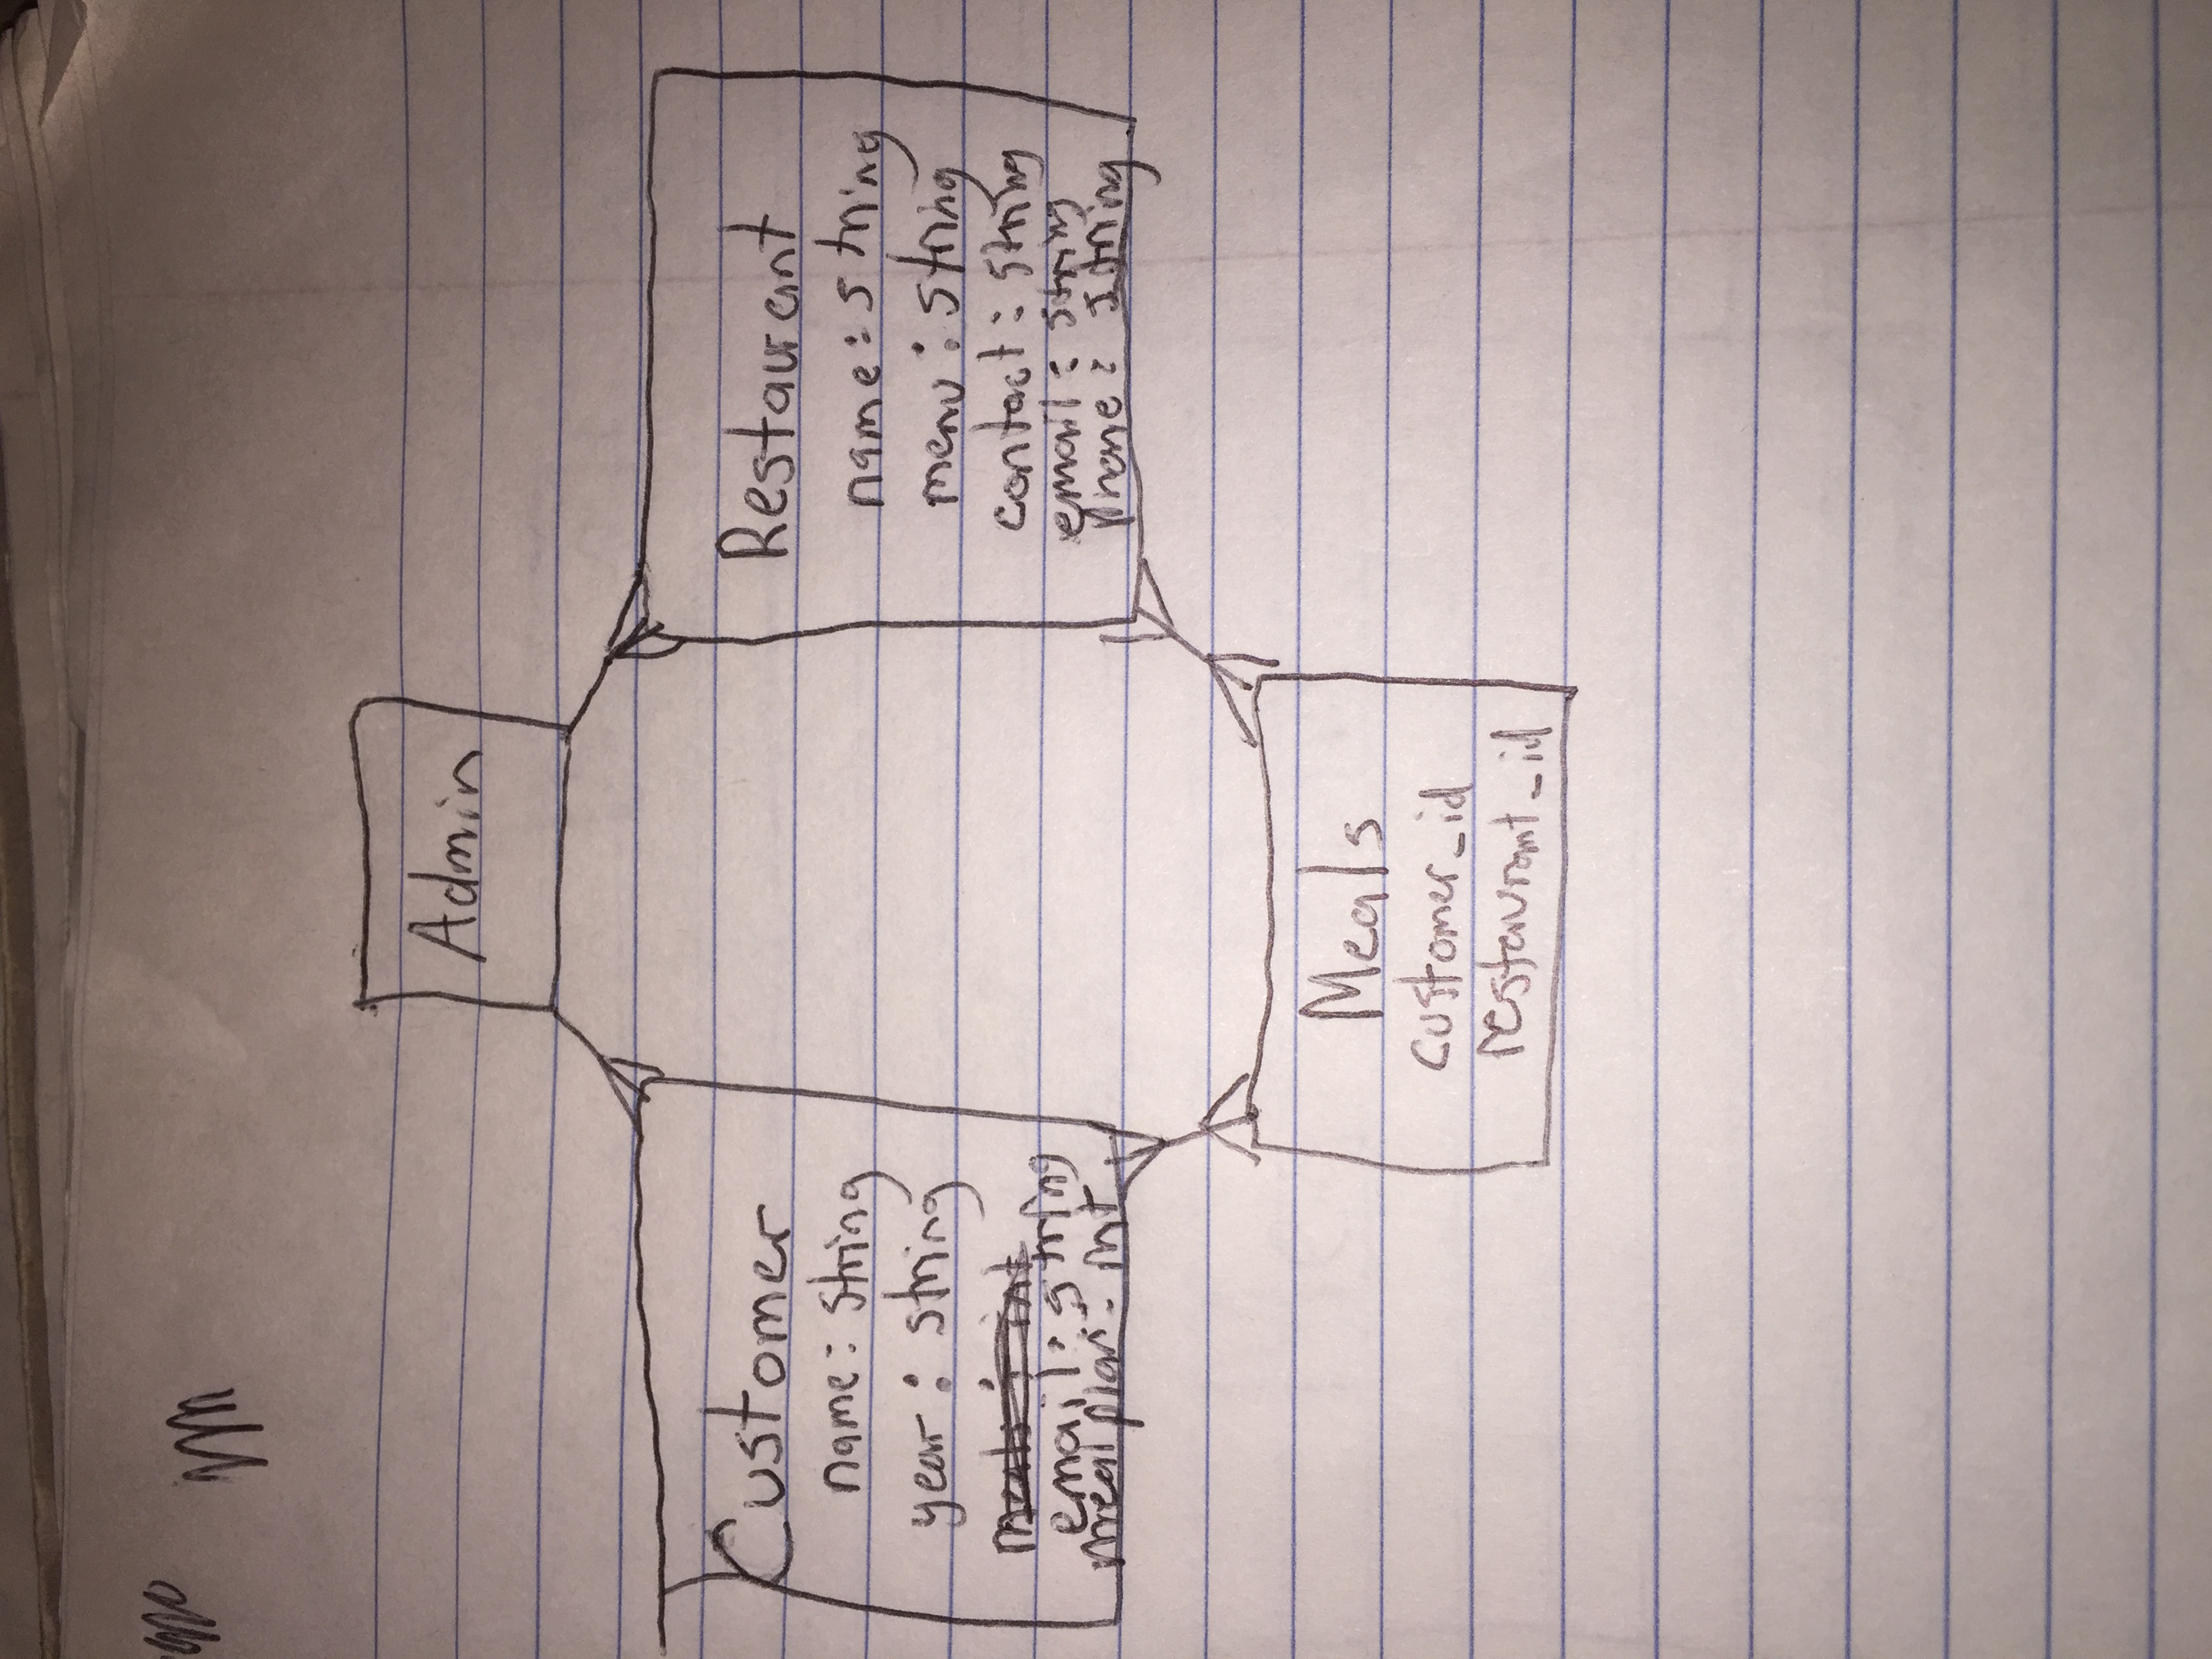 Admin
Customer
name: string
year: string
meals: int
email: string
meal plan: int
Restaurant
name: string
menu: string
contact: string
email: string
phone: string
Meals
customer_id
restaurant_id